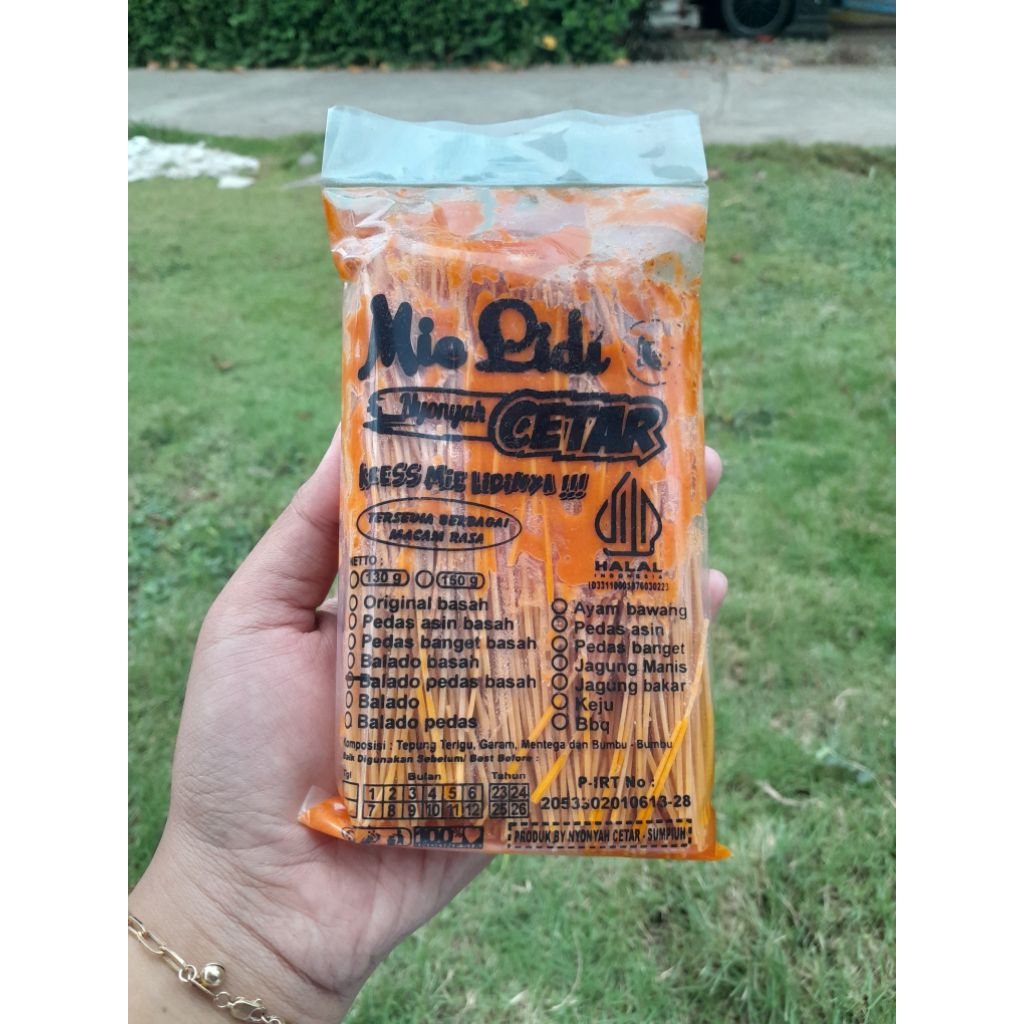 Mie Lidi
Nyonyah CETAR
KRESS MIE LIDINYA !!!
TERSEDIA BERBAGAI
MACAM RASA
HALAL
INDONESIA
NETTO :
130 g 160 g
Original basah
Pedas asin basah
Pedas banget basah
Balado basah
Balado pedas basah
Balado
Balado pedas
Ayam bawang
Pedas asin
Pedas banget
Jagung Manis
Jagung bakar
Keju
Bbq
Komposisi : Tepung Terigu, Garam, Mentega dan Bumbu - Bumbu
Baik Digunakan Sebelum/ Best Before :
Tgl Bulan Tahun
1 2 3 4 5 6 23 24
7 8 9 10 11 12 25 26
P-IRT No :
100%
PRODUK BY NYONYAH CETAR - SUMPIUH